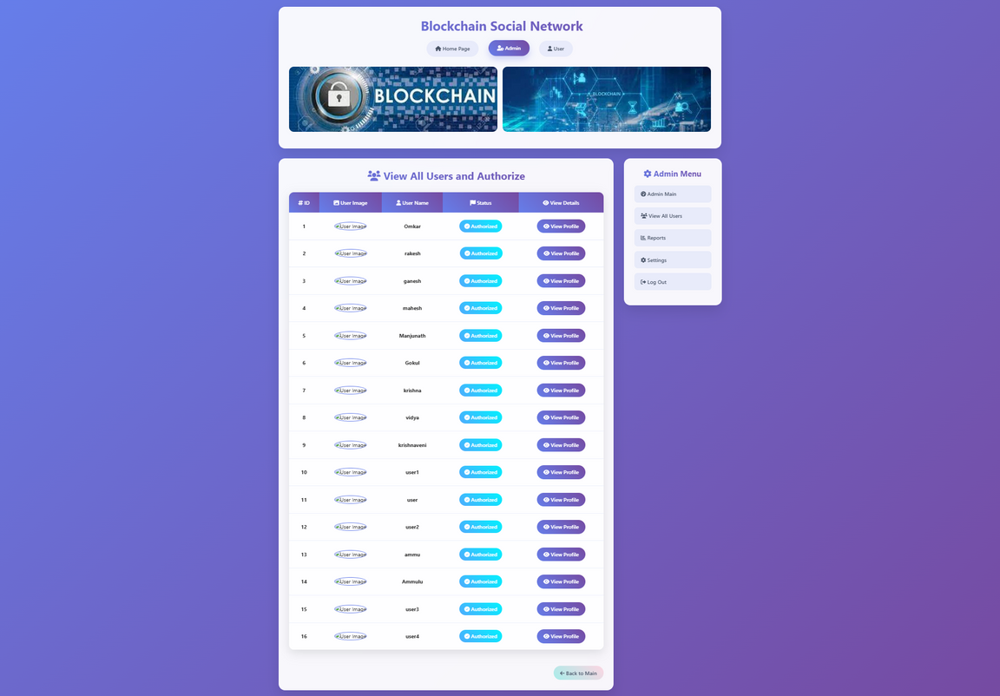 Blockchain Social Network
Home Page Admin User
BLOCKCHAIN
BLOCKCHAIN
View All Users and Authorize
# ID User Image User Name Status View Details
1 User Image Omkar Authorized View Profile
2 User Image rakesh Authorized View Profile
3 User Image ganesh Authorized View Profile
4 User Image mahesh Authorized View Profile
5 User Image Manjunath Authorized View Profile
6 User Image Gokul Authorized View Profile
7 User Image krishna Authorized View Profile
8 User Image vidya Authorized View Profile
9 User Image krishnaveni Authorized View Profile
10 User Image user1 Authorized View Profile
11 User Image user Authorized View Profile
12 User Image user2 Authorized View Profile
13 User Image ammu Authorized View Profile
14 User Image Ammulu Authorized View Profile
15 User Image user3 Authorized View Profile
16 User Image user4 Authorized View Profile
Back to Main
Admin Menu
Admin Main
View All Users
Reports
Settings
Log Out